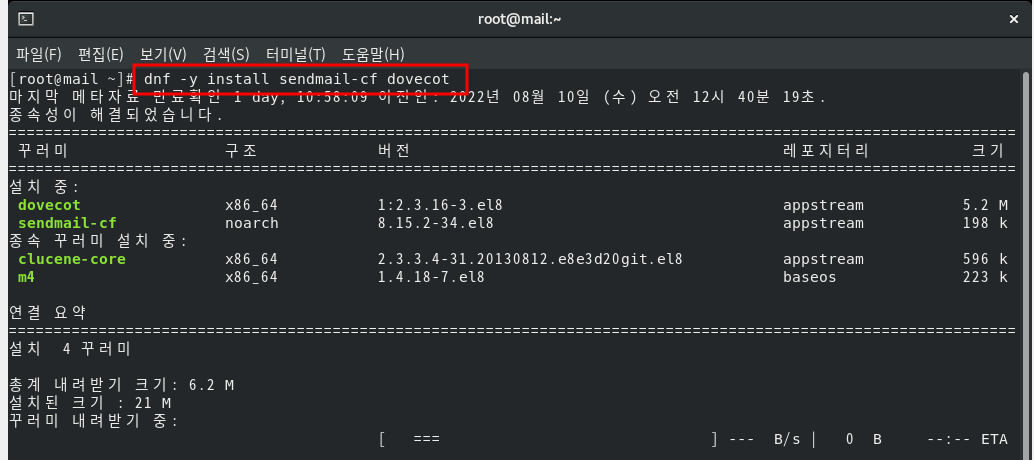 root@mail:~
파일(F) 편집(E) 보기(V) 검색(S) 터미널(T) 도움말(H)
[root@mail ~]# dnf -y install sendmail-cf dovecot
마지막 메타자료 만료확인 1 day, 10:58:09 이전인: 2022년 08월 10일 (수) 오전 12시 40분 19초.
종속성이 해결되었습니다.
================================================================================
꾸러미 구조 버전 레포지터리 크기
================================================================================
설치 중:
dovecot x86_64 1:2.3.16-3.el8 appstream 5.2 M
sendmail-cf noarch 8.15.2-34.el8 appstream 198 k
종속 꾸러미 설치 중:
clucene-core x86_64 2.3.3.4-31.20130812.e8e3d20git.el8 appstream 596 k
m4 x86_64 1.4.18-7.el8 baseos 223 k
연결 요약
================================================================================
설치 4 꾸러미
총계 내려받기 크기: 6.2 M
설치된 크기 : 21 M
꾸러미 내려받기 중:
[ === ] --- B/s | 0 B --:-- ETA